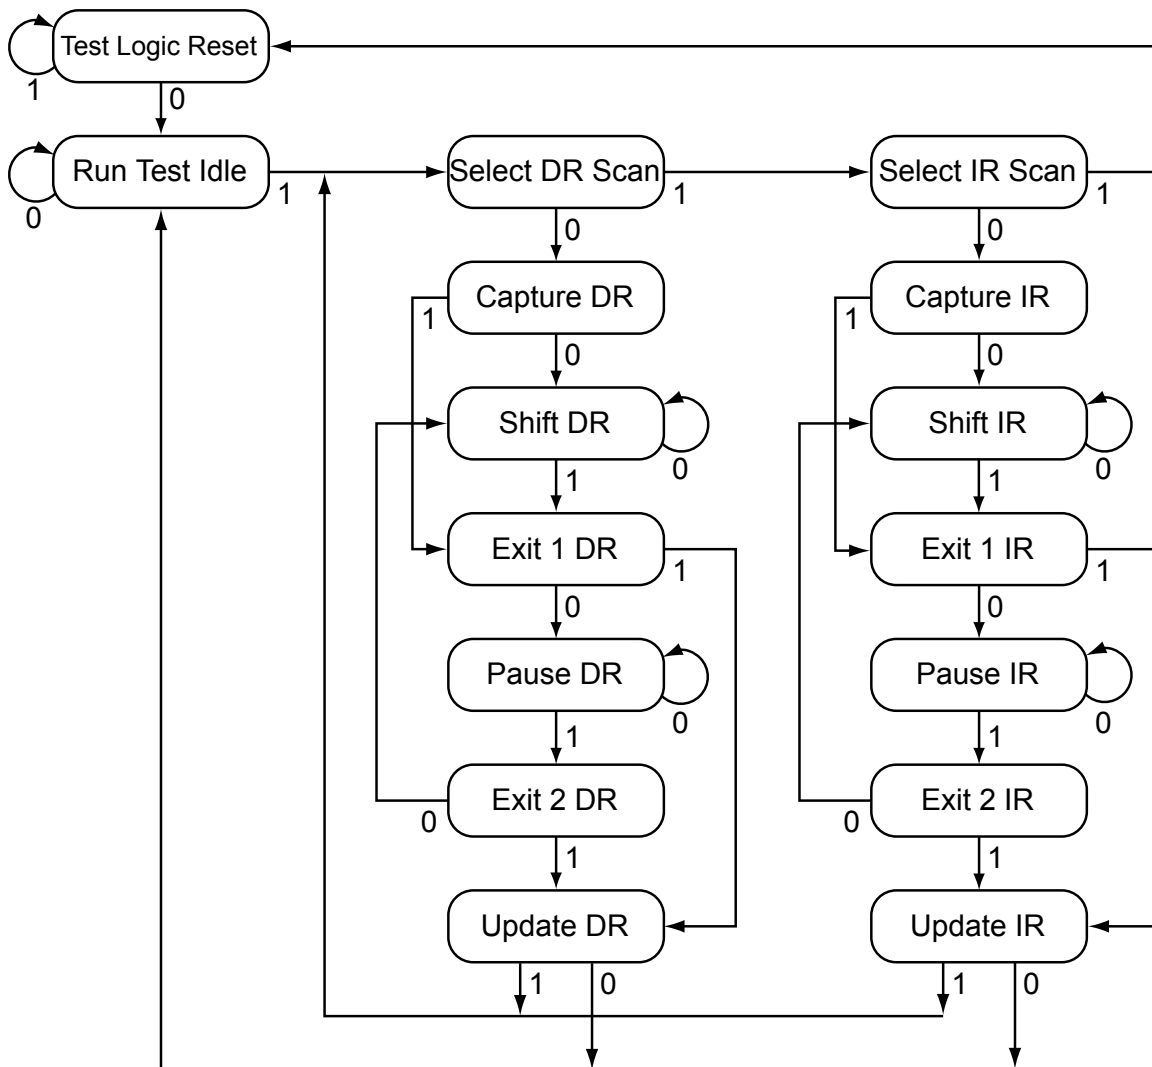 Test Logic Reset
1
0
Run Test Idle
0
1
Select DR Scan
1
Select IR Scan
1
0
0
Capture DR
1
0
Capture IR
1
0
Shift DR
0
1
Shift IR
0
1
Exit 1 DR
1
0
Exit 1 IR
1
0
Pause DR
0
1
Pause IR
0
1
Exit 2 DR
0
1
Exit 2 IR
0
1
Update DR
1
0
Update IR
1
0